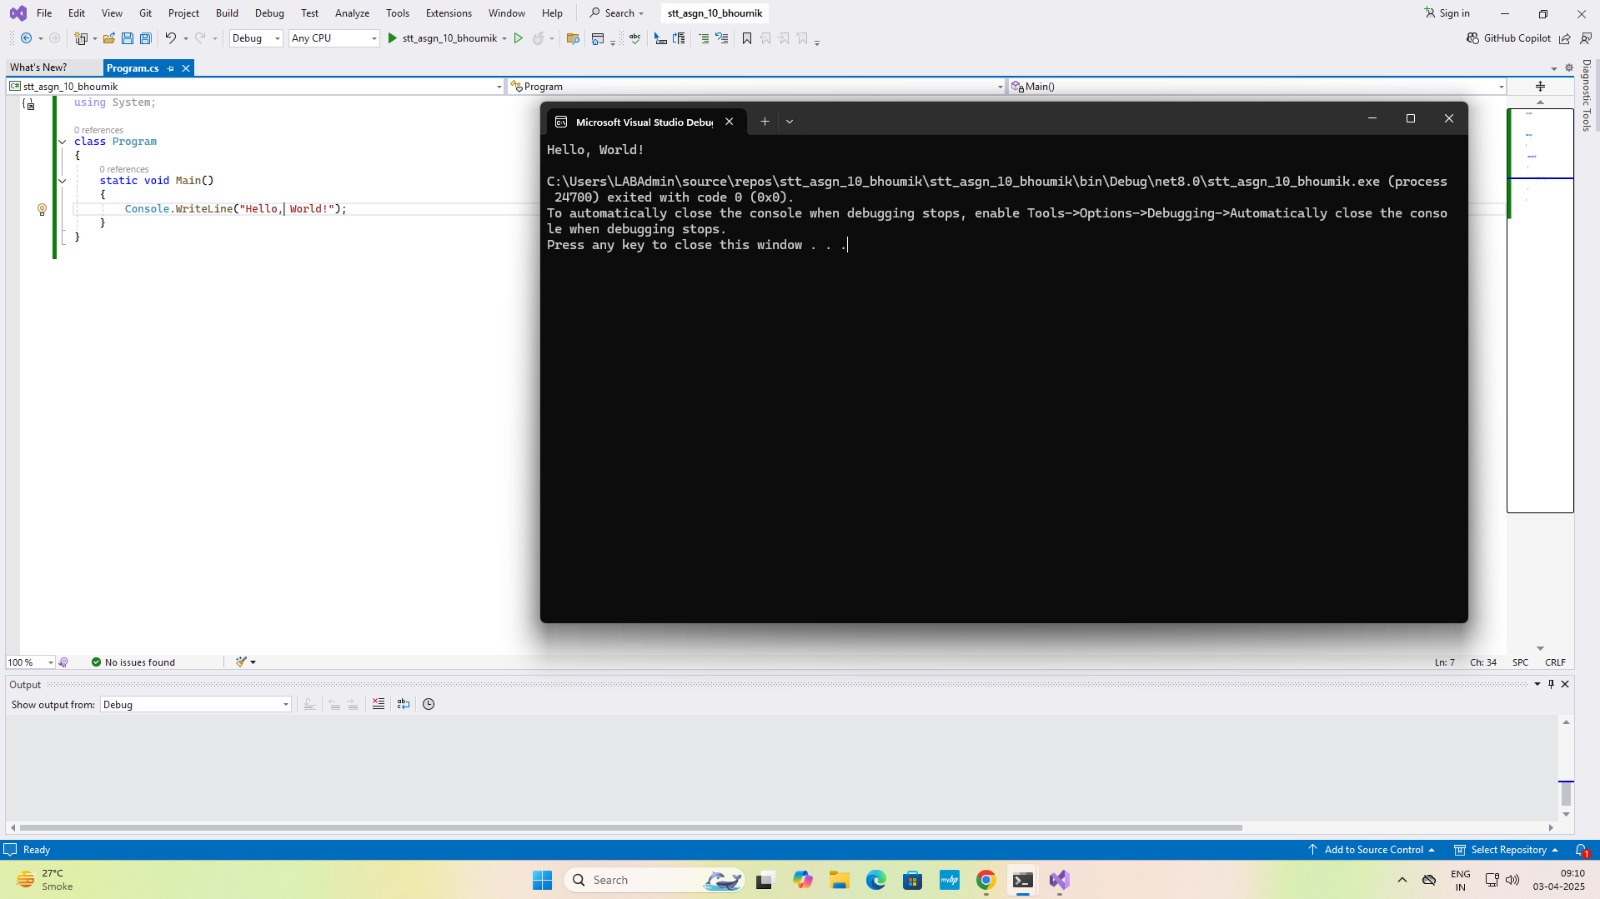 File Edit View Git Project Build Debug Test Analyze Tools Extensions Window Help Search stt_asgn_10_bhoumik Sign in
Debug Any CPU stt_asgn_10_bhoumik GitHub Copilot
What's New? Program.cs
stt_asgn_10_bhoumik Program Main()
using System;
0 references
class Program
{
0 references
static void Main()
{
Console.WriteLine("Hello, World!");
}
}
Microsoft Visual Studio Debug
Hello, World!
C:\Users\LABAdmin\source\repos\stt_asgn_10_bhoumik\stt_asgn_10_bhoumik\bin\Debug\net8.0\stt_asgn_10_bhoumik.exe (process
24700) exited with code 0 (0x0).
To automatically close the console when debugging stops, enable Tools->Options->Debugging->Automatically close the conso
le when debugging stops.
Press any key to close this window . . .
Diagnostic Tools
100 % No issues found Ln: 7 Ch: 34 SPC CRLF
Output
Show output from: Debug
Ready Add to Source Control Select Repository 1
27°C
Smoke
Search
ENG
IN
09:10
03-04-2025